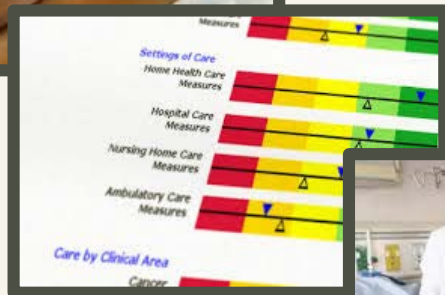 Measures
Settings of Care
Home Health Care
Measures
Hospital Care
Measures
Nursing Home Care
Measures
Ambulatory Care
Measures
Care by Clinical Area
Cancer